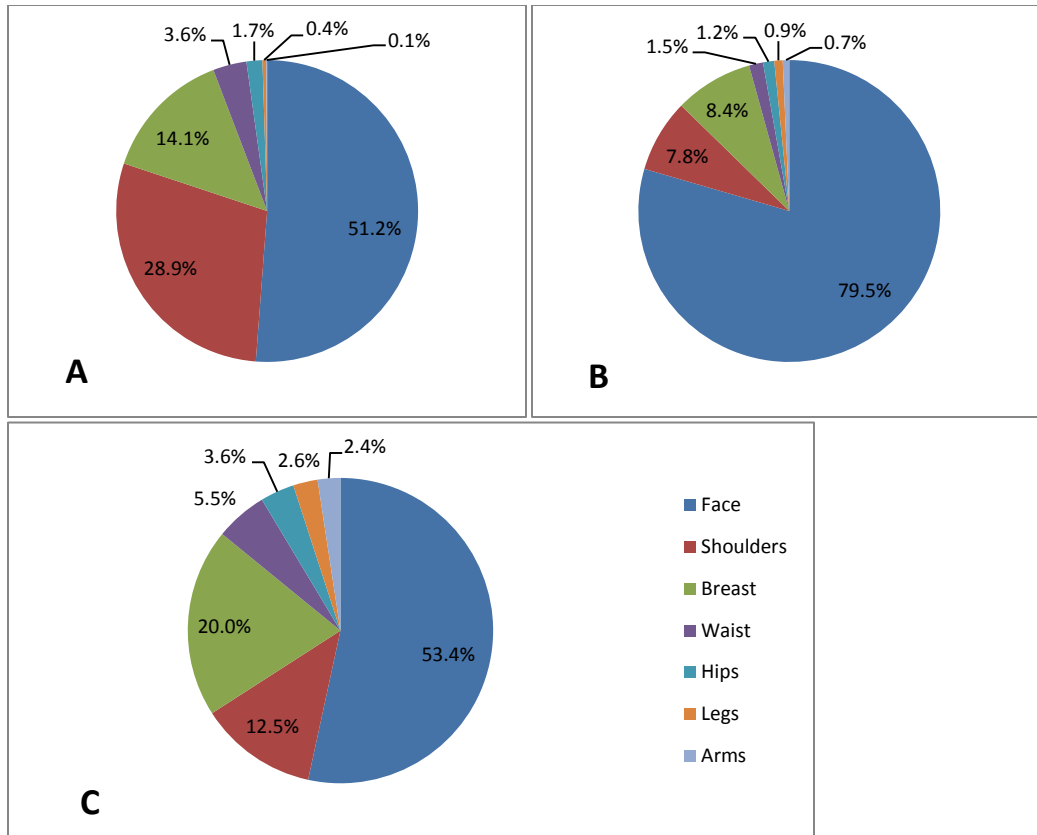 3.6%
1.7%
0.4%
0.1%
14.1%
51.2%
28.9%
A
1.5%
1.2%
0.9%
0.7%
8.4%
7.8%
79.5%
B
3.6%
2.6%
2.4%
5.5%
20.0%
53.4%
12.5%
C
Face
Shoulders
Breast
Waist
Hips
Legs
Arms